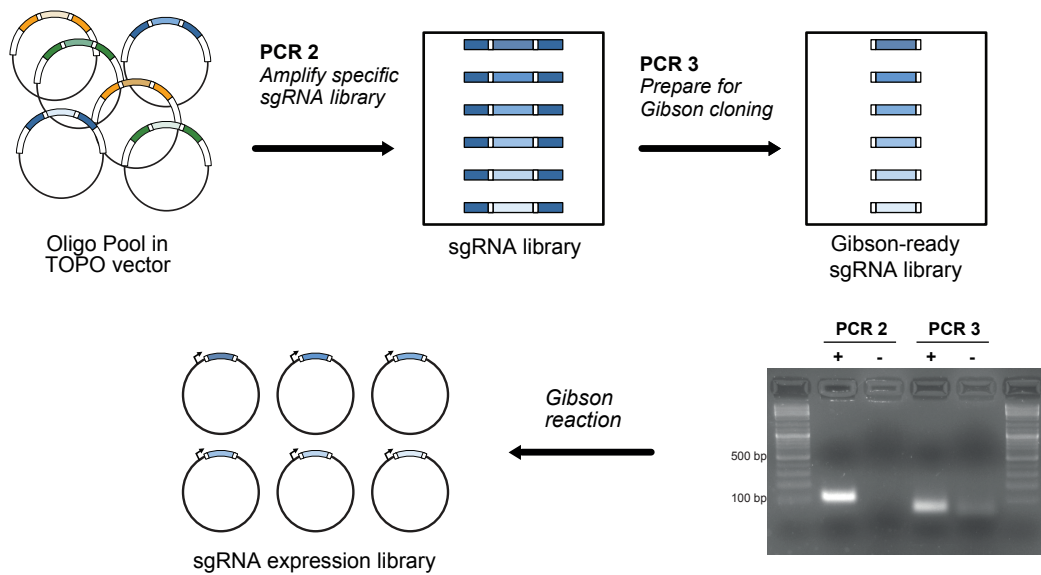 PCR 2
Amplify specific
sgRNA library
PCR 3
Prepare for
Gibson cloning
Oligo Pool in
TOPO vector
sgRNA library
Gibson-ready
sgRNA library
PCR 2 PCR 3
+ - + -
Gibson
reaction
500 bp
100 bp
sgRNA expression library